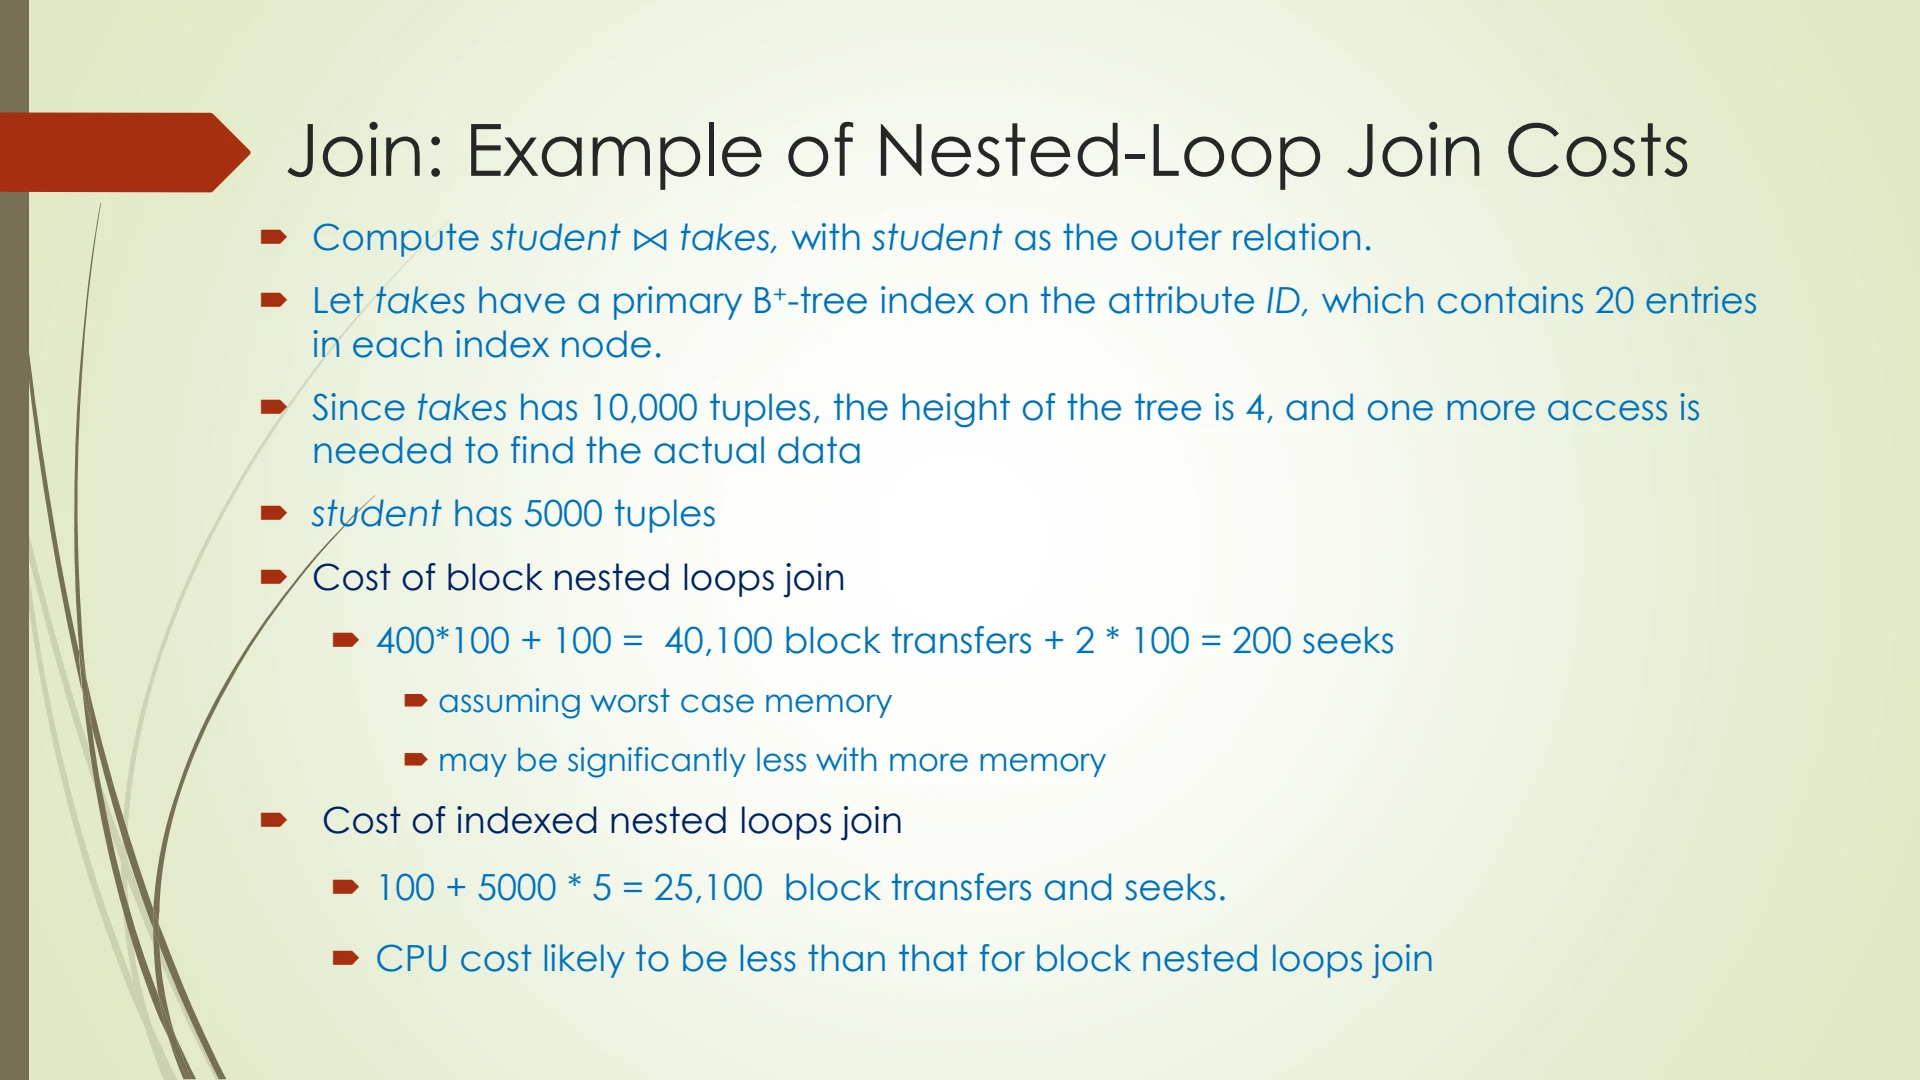 Join: Example of Nested-Loop Join Costs
Compute student ⋈ takes, with student as the outer relation.
Let takes have a primary B⁺-tree index on the attribute ID, which contains 20 entries
in each index node.
Since takes has 10,000 tuples, the height of the tree is 4, and one more access is
needed to find the actual data
student has 5000 tuples
Cost of block nested loops join
400*100 + 100 = 40,100 block transfers + 2 * 100 = 200 seeks
assuming worst case memory
may be significantly less with more memory
Cost of indexed nested loops join
100 + 5000 * 5 = 25,100 block transfers and seeks.
CPU cost likely to be less than that for block nested loops join